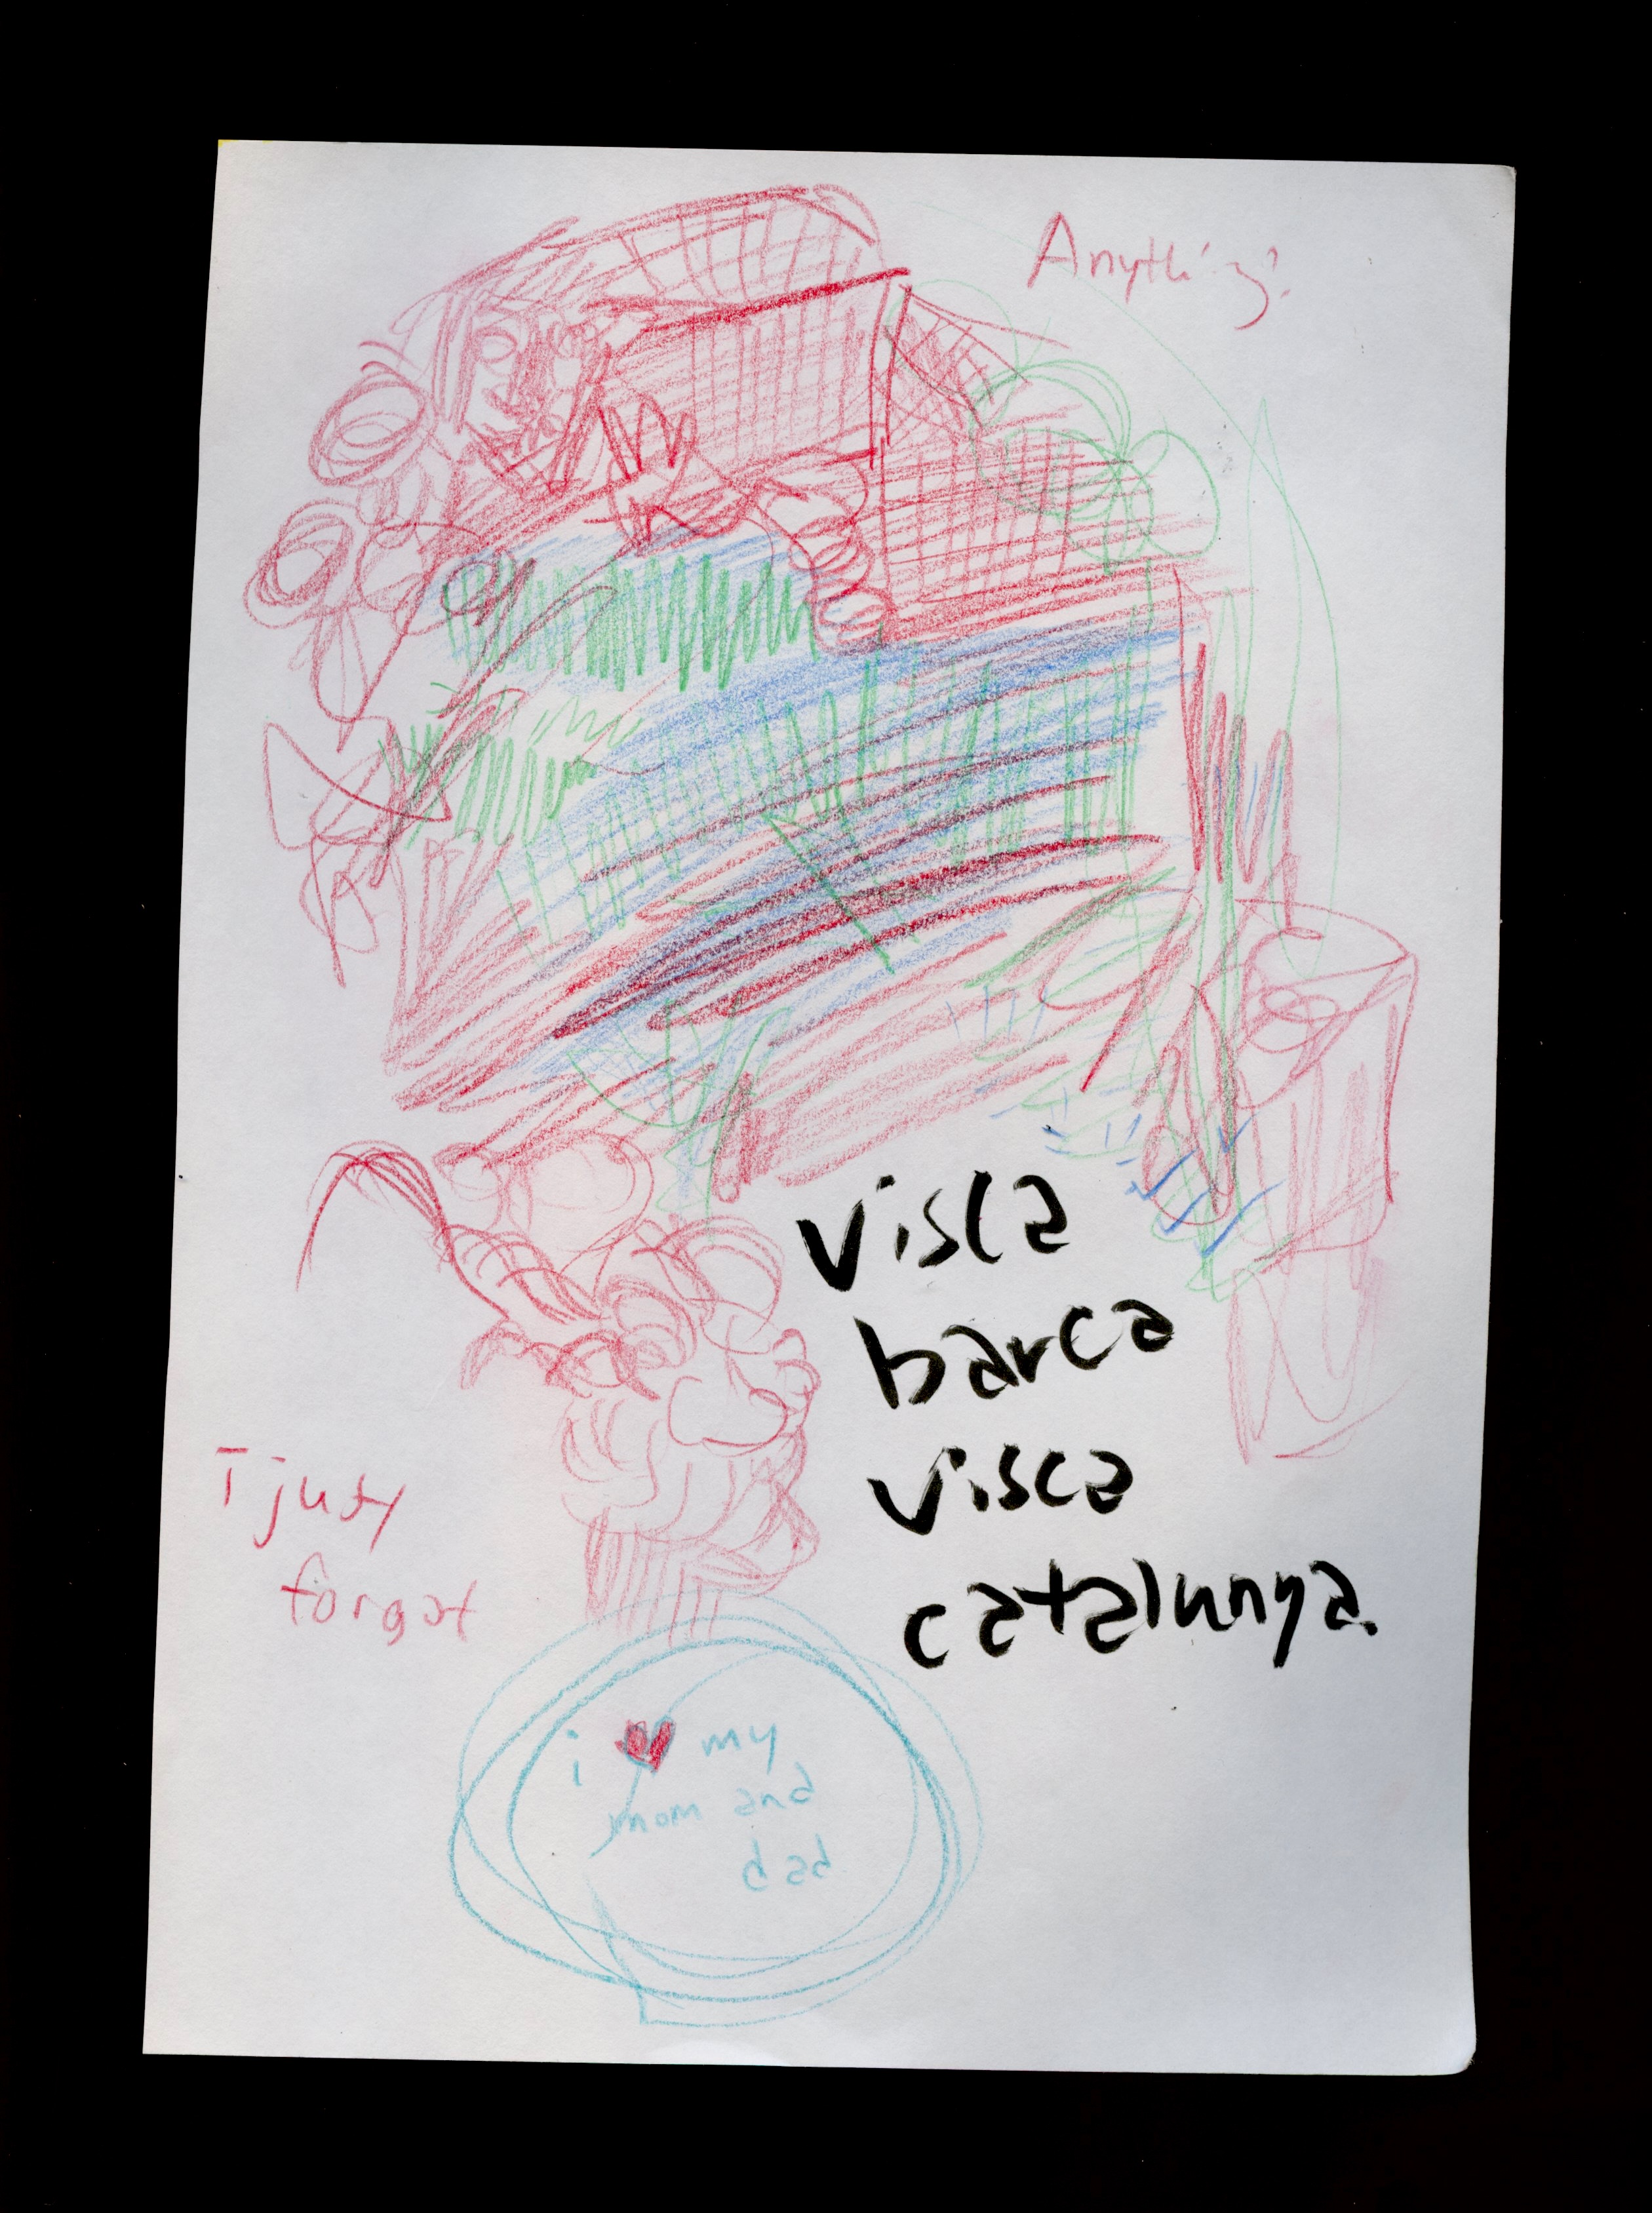 Anything?
I just
forgot
visca
barca
visca
catalunya.
i ♥ my
mom and
dad